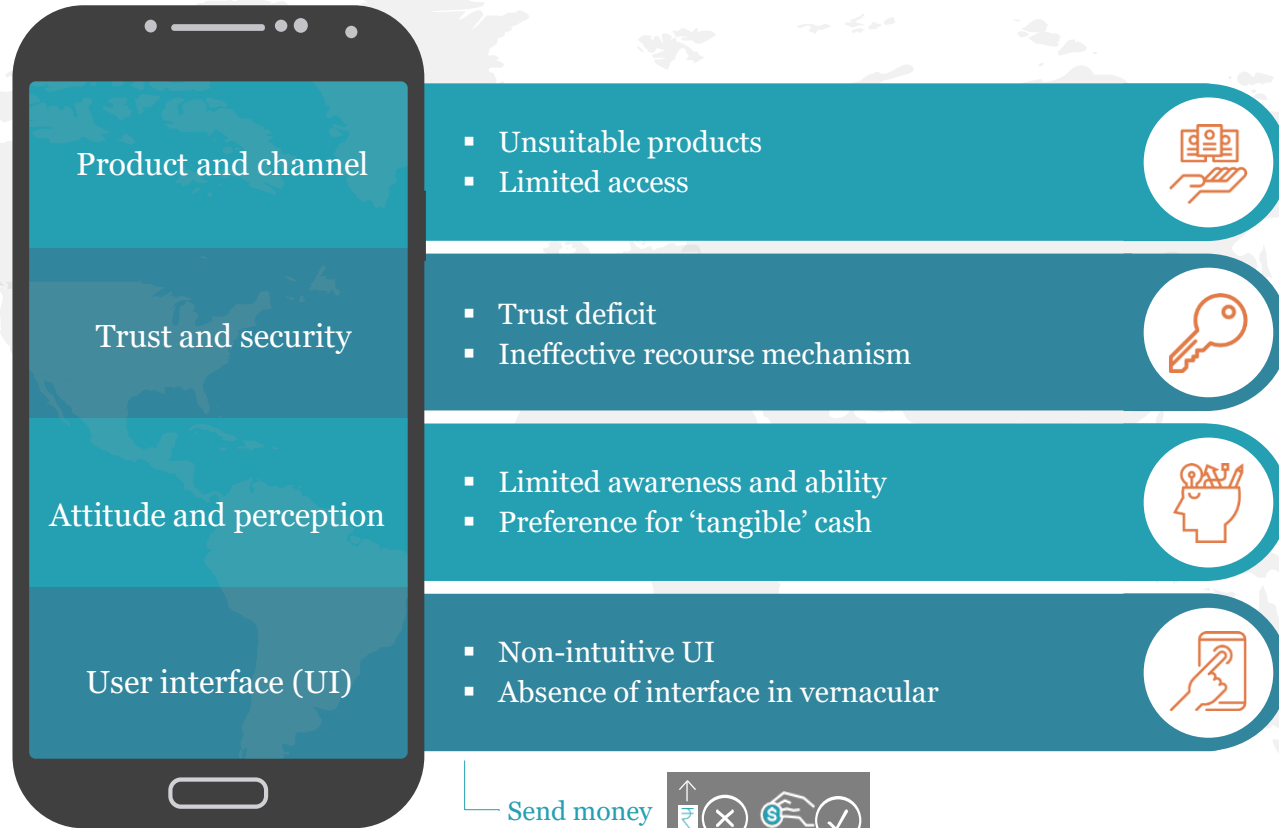 Product and channel
▪ Unsuitable products
▪ Limited access
Trust and security
▪ Trust deficit
▪ Ineffective recourse mechanism
Attitude and perception
▪ Limited awareness and ability
▪ Preference for ‘tangible’ cash
User interface (UI)
▪ Non-intuitive UI
▪ Absence of interface in vernacular
Send money
₹
$